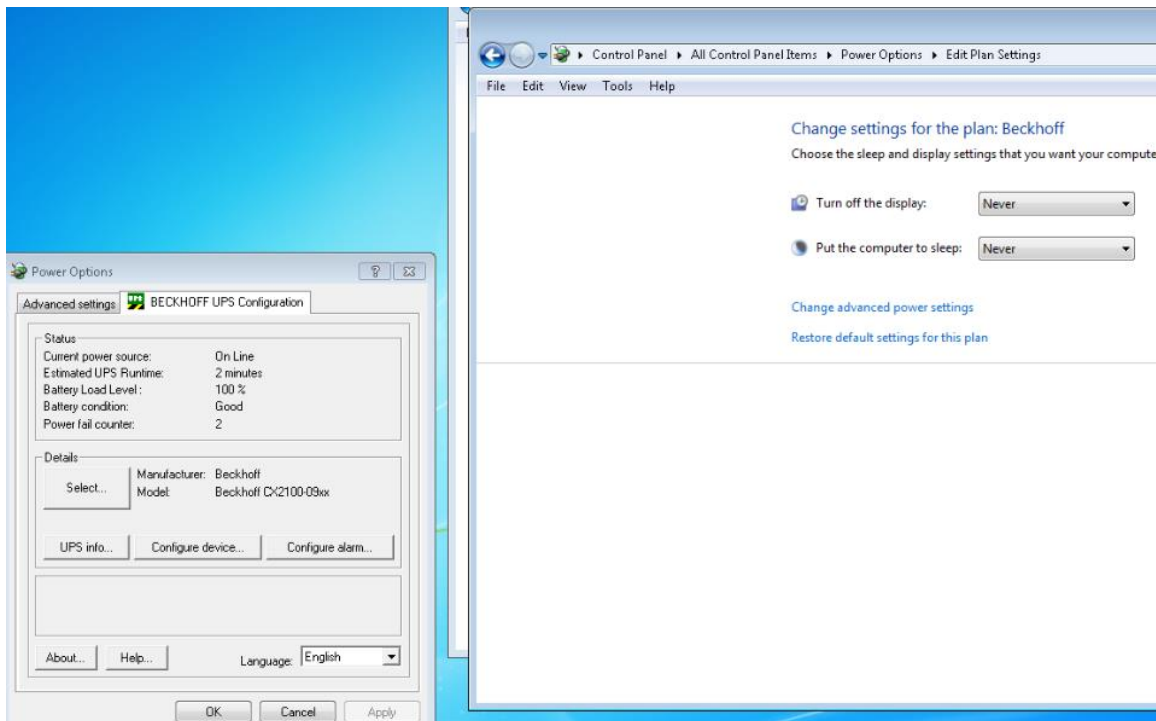 Control Panel ▸ All Control Panel Items ▸ Power Options ▸ Edit Plan Settings
File Edit View Tools Help
Change settings for the plan: Beckhoff
Choose the sleep and display settings that you want your compute
Turn off the display: Never
Put the computer to sleep: Never
Change advanced power settings
Restore default settings for this plan
Power Options
Advanced settings BECKHOFF UPS Configuration
Status
Current power source: On Line
Estimated UPS Runtime: 2 minutes
Battery Load Level: 100 %
Battery condition: Good
Power fail counter: 2
Details
Select... Manufacturer: Beckhoff
Model: Beckhoff CX2100-09xx
UPS info... Configure device... Configure alarm...
About... Help... Language: English
OK Cancel Apply